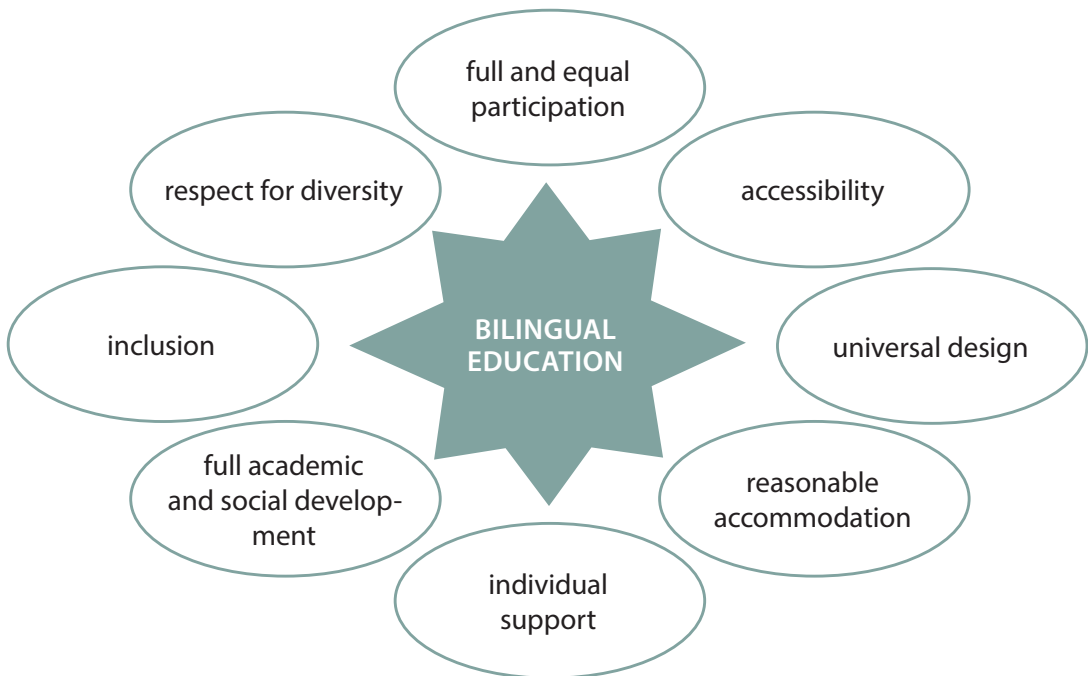 full and equal
participation
respect for diversity
accessibility
BILINGUAL
EDUCATION
inclusion
universal design
full academic
and social develop-
ment
reasonable
accommodation
individual
support